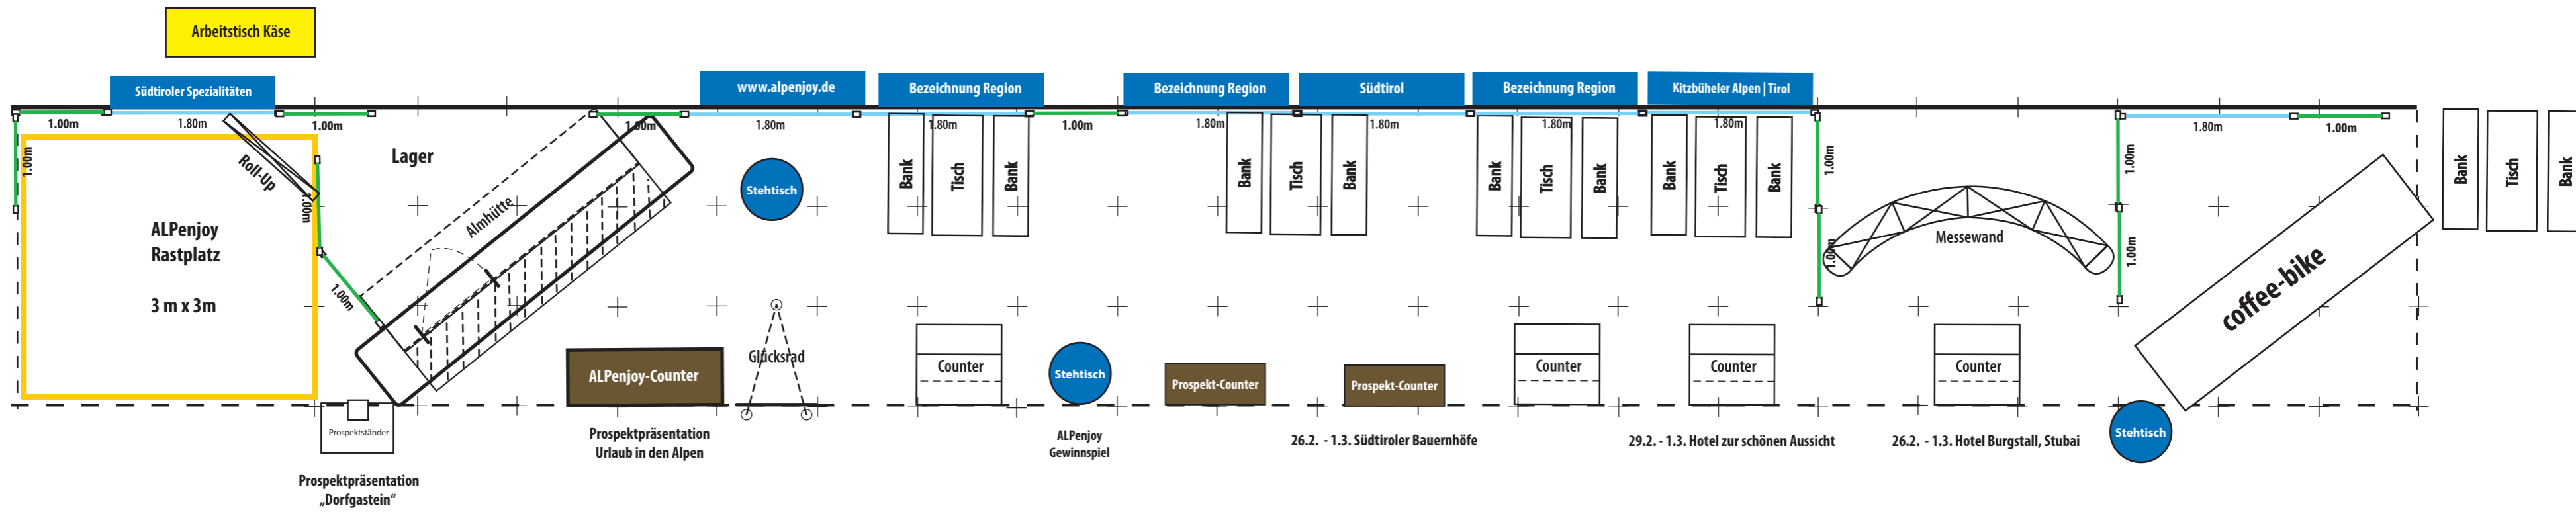 Arbeitstisch Käse
Südtiroler Spezialitäten
www.alpenjoy.de
Bezeichnung Region
Bezeichnung Region
Südtirol
Bezeichnung Region
Kitzbüheler Alpen | Tirol
1.00m
1.80m
1.00m
1.00m
1.80m
1.80m
1.00m
1.80m
1.80m
1.80m
1.80m
1.80m
1.00m
1.00m
Roll-Up
1.00m
1.00m
Lager
Almhütte
ALPenjoy
Rastplatz
3 m x 3m
Stehtisch
Bank
Tisch
Bank
Bank
Tisch
Bank
Bank
Tisch
Bank
Bank
Tisch
Bank
1.00m
1.00m
Messewand
1.00m
1.00m
coffee-bike
Bank
Tisch
Bank
ALPenjoy-Counter
Glücksrad
Counter
Stehtisch
Prospekt-Counter
Prospekt-Counter
Counter
Counter
Counter
Stehtisch
Prospektständer
Prospektpräsentation
„Dorfgastein“
Prospektpräsentation
Urlaub in den Alpen
ALPenjoy
Gewinnspiel
26.2. - 1.3. Südtiroler Bauernhöfe
29.2. - 1.3. Hotel zur schönen Aussicht
26.2. - 1.3. Hotel Burgstall, Stubai